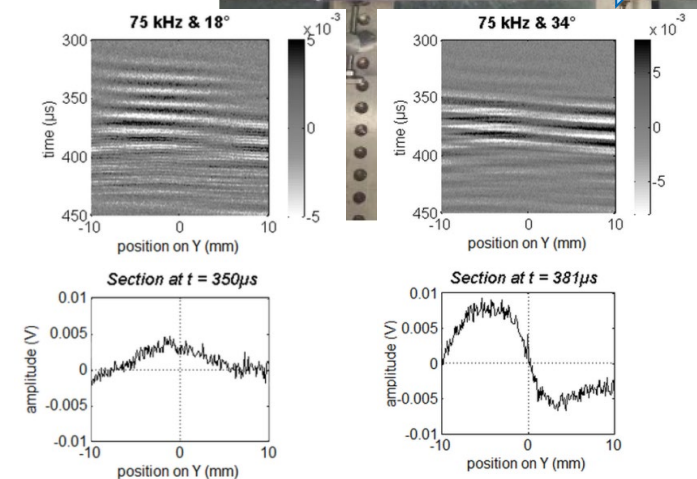 75 kHz & 18°
x 10⁻³
300
350
400
450
time (µs)
-10
0
10
position on Y (mm)
5
0
-5
75 kHz & 34°
x 10⁻³
300
350
400
450
time (µs)
-10
0
10
position on Y (mm)
5
0
-5
Section at t = 350µs
0.01
0.005
0
-0.005
-0.01
amplitude (V)
-10
0
10
position on Y (mm)
Section at t = 381µs
0.01
0.005
0
-0.005
-0.01
amplitude (V)
-10
0
10
position on Y (mm)